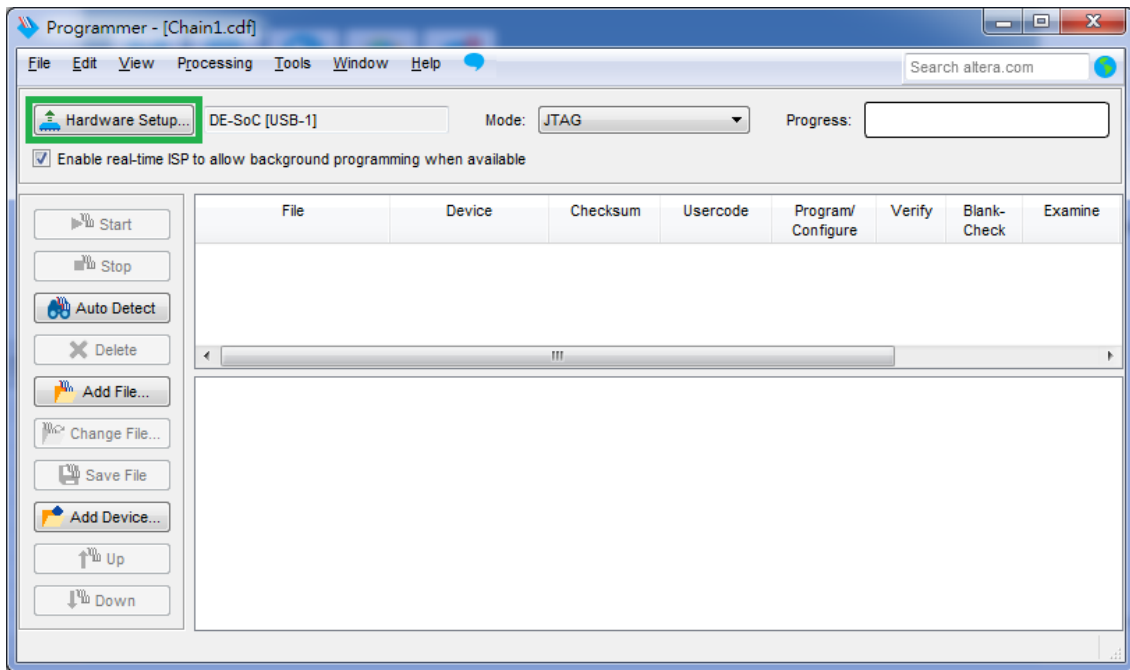 Programmer - [Chain1.cdf]
File Edit View Processing Tools Window Help
Search altera.com
Hardware Setup... DE-SoC [USB-1] Mode: JTAG Progress:
Enable real-time ISP to allow background programming when available
File Device Checksum Usercode Program/ Verify Blank- Examine
Configure Check
Start
Stop
Auto Detect
Delete
Add File...
Change File...
Save File
Add Device...
Up
Down